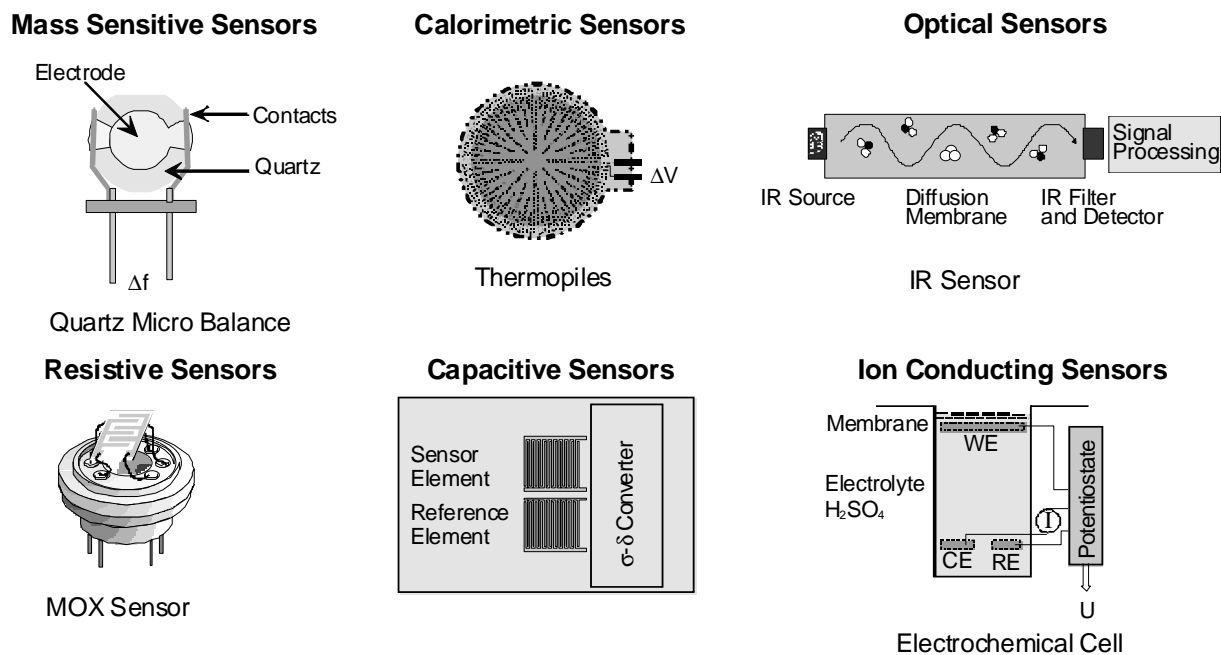 Mass Sensitive Sensors
Electrode
Contacts
Quartz
Δf
Quartz Micro Balance
Calorimetric Sensors
ΔV
Thermopiles
Optical Sensors
Signal
Processing
IR Source
Diffusion
Membrane
IR Filter
and Detector
IR Sensor
Resistive Sensors
MOX Sensor
Capacitive Sensors
Sensor
Element
Reference
Element
σ-δ Converter
Ion Conducting Sensors
Membrane
WE
Electrolyte
H₂SO₄
I
CE
RE
Potentiostate
U
Electrochemical Cell